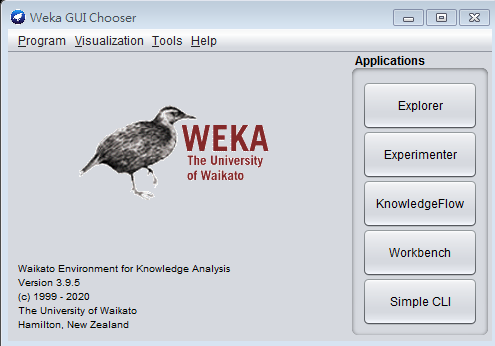 Weka GUI Chooser
Program Visualization Tools Help
Applications
Explorer
Experimenter
KnowledgeFlow
Workbench
Simple CLI
WEKA
The University
of Waikato
Waikato Environment for Knowledge Analysis
Version 3.9.5
(c) 1999 - 2020
The University of Waikato
Hamilton, New Zealand